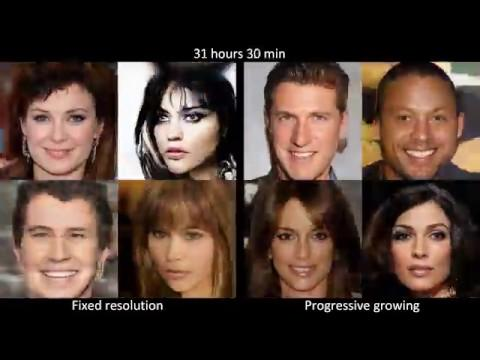 31 hours 30 min
Fixed resolution
Progressive growing